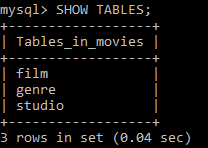 mysql> SHOW TABLES;
+------------------+
| Tables_in_movies |
+------------------+
| film             |
| genre            |
| studio           |
+------------------+
3 rows in set (0.04 sec)